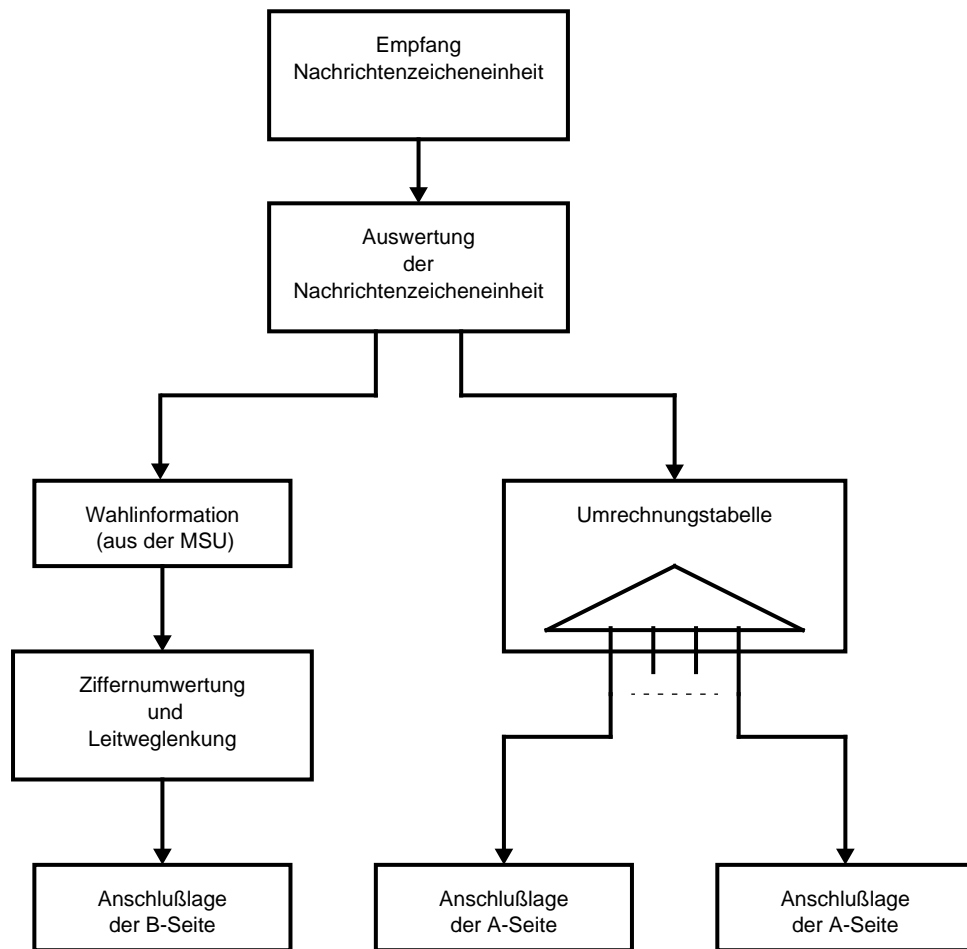 Empfang
Nachrichtenzeicheneinheit
Auswertung
der
Nachrichtenzeicheneinheit
Wahlinformation
(aus der MSU)
Umrechnungstabelle
Ziffernumwertung
und
Leitweglenkung
Anschlußlage
der B-Seite
Anschlußlage
der A-Seite
Anschlußlage
der A-Seite